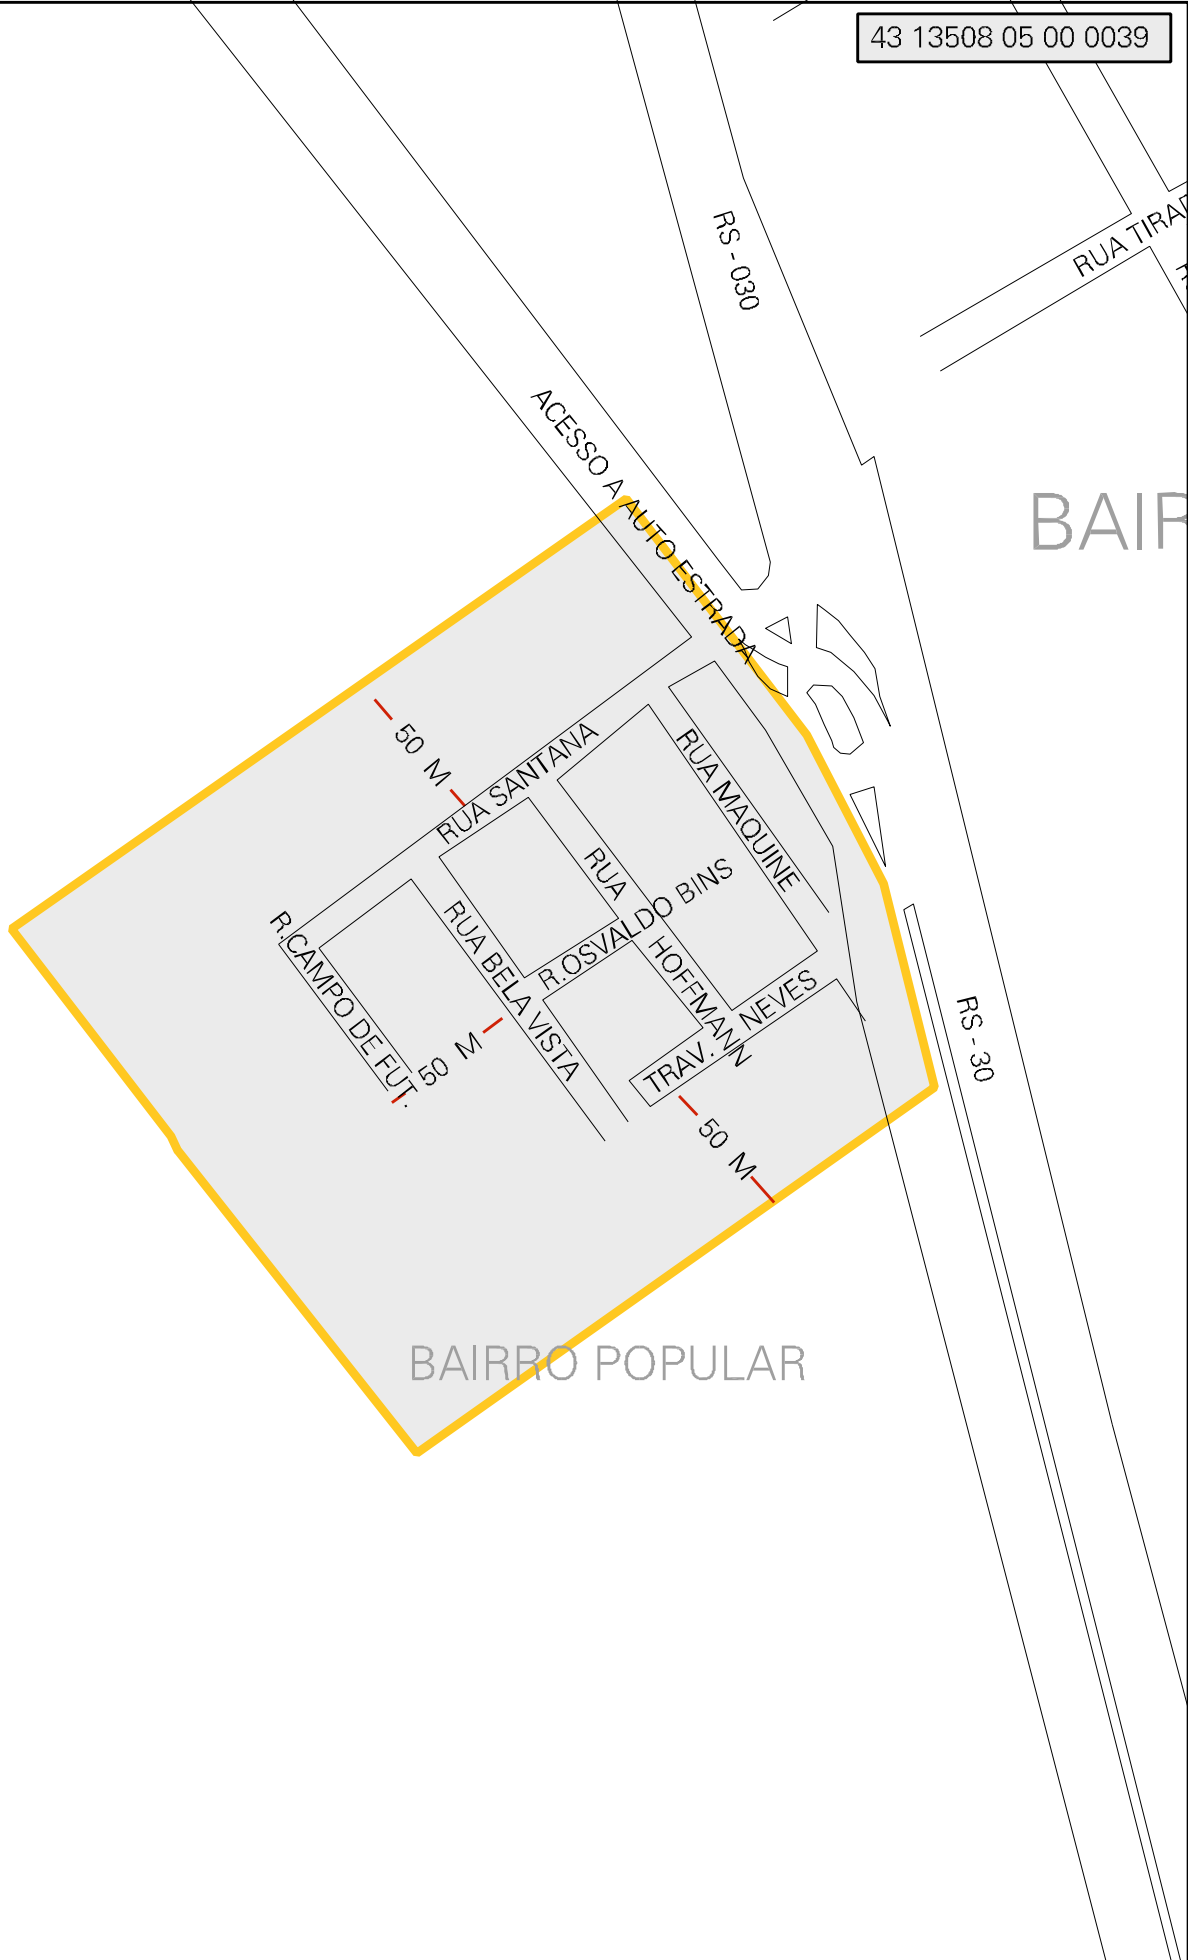 43 13508 05 00 0039
RS - 030
RUA TIRAD
BAIR
ACESSO A AUTO ESTRADA
50 M
RUA SANTANA
RUA MAQUINE
RUA HOFFMANN
R.OSVALDO BINS
RUA BELA VISTA
R.CAMPO DE FUT.
50 M
TRAV. NEVES
RS - 30
50 M
BAIRRO POPULAR